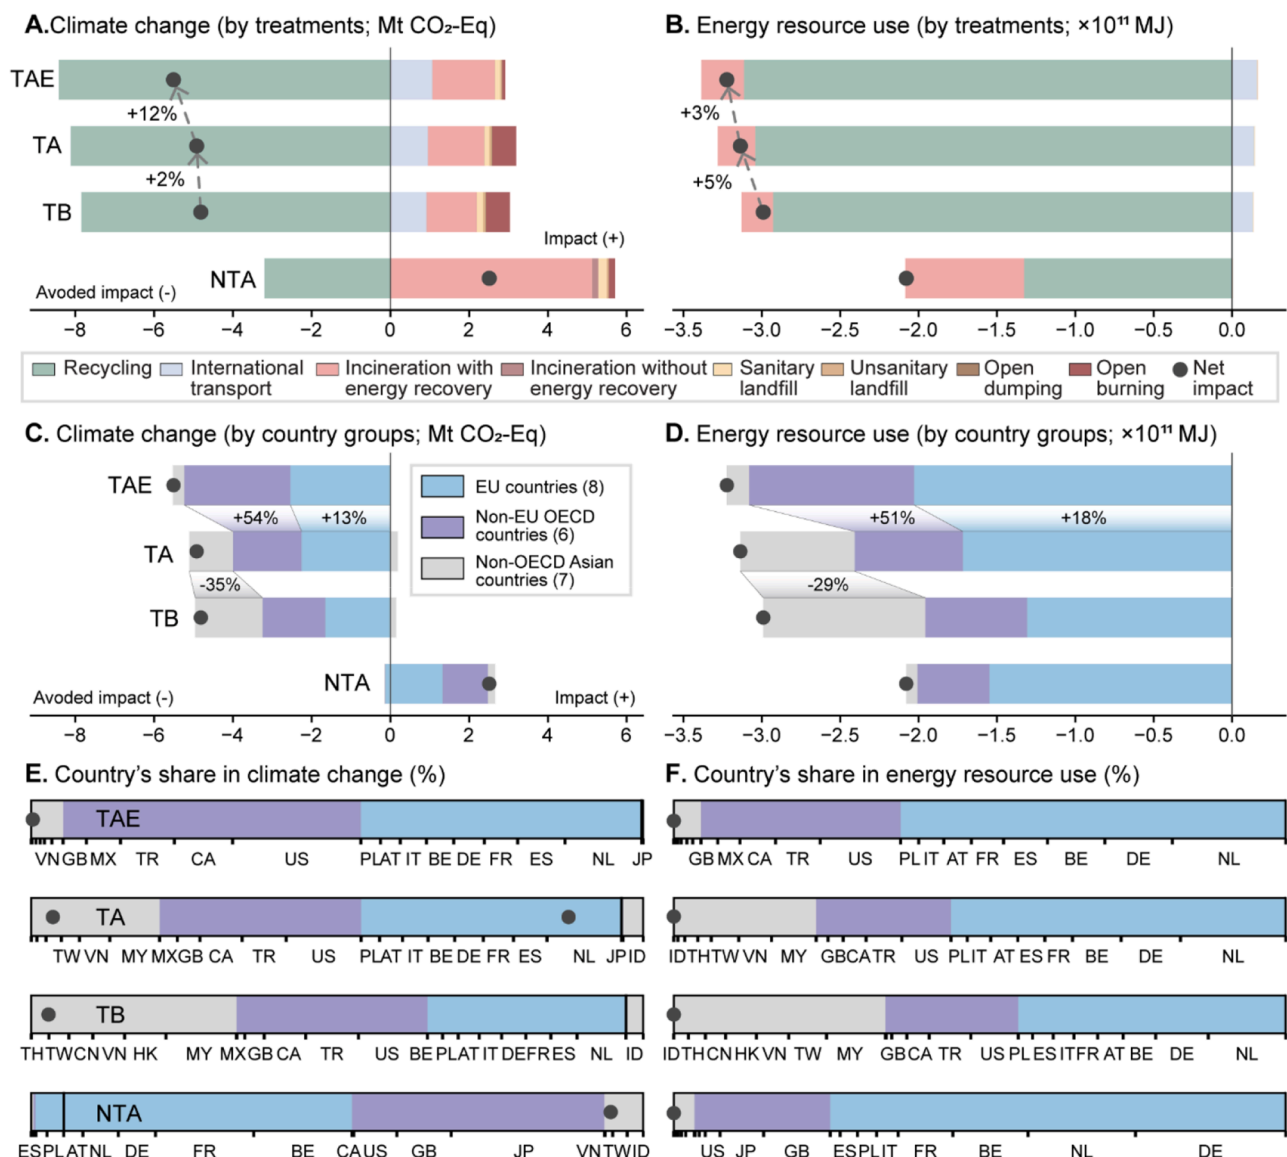 A.Climate change (by treatments; Mt CO₂-Eq)
TAE
+12%
TA
+2%
TB
Impact (+)
NTA
Avoded impact (-)
−8 −6 −4 −2 0 2 4 6
B. Energy resource use (by treatments; ×10¹¹ MJ)
+3%
+5%
−3.5 −3.0 −2.5 −2.0 −1.5 −1.0 −0.5 0.0
Recycling
International transport
Incineration with energy recovery
Incineration without energy recovery
Sanitary landfill
Unsanitary landfill
Open dumping
Open burning
Net impact
C. Climate change (by country groups; Mt CO₂-Eq)
TAE
+54% +13%
TA
-35%
TB
NTA
Avoded impact (-) Impact (+)
−8 −6 −4 −2 0 2 4 6
EU countries (8)
Non-EU OECD
countries (6)
Non-OECD Asian
countries (7)
D. Energy resource use (by country groups; ×10¹¹ MJ)
+51% +18%
-29%
−3.5 −3.0 −2.5 −2.0 −1.5 −1.0 −0.5 0.0
E. Country's share in climate change (%)
TAE
VN GB MX TR CA US PL AT IT BE DE FR ES NL JP
TA
TW VN MY MX GB CA TR US PL AT IT BE DE FR ES NL JP ID
TB
TH TW CN VN HK MY MX GB CA TR US BE PL AT IT DE FR ES NL ID
NTA
ES PL AT NL DE FR BE CA US GB JP VN TW ID
F. Country's share in energy resource use (%)
GB MX CA TR US PL IT AT FR ES BE DE NL
ID TH TW VN MY GB CA TR US PL IT AT ES FR BE DE NL
ID TH CN HK VN TW MY GB CA TR US PL ES IT FR AT BE DE NL
US JP GB ES PL IT FR BE NL DE